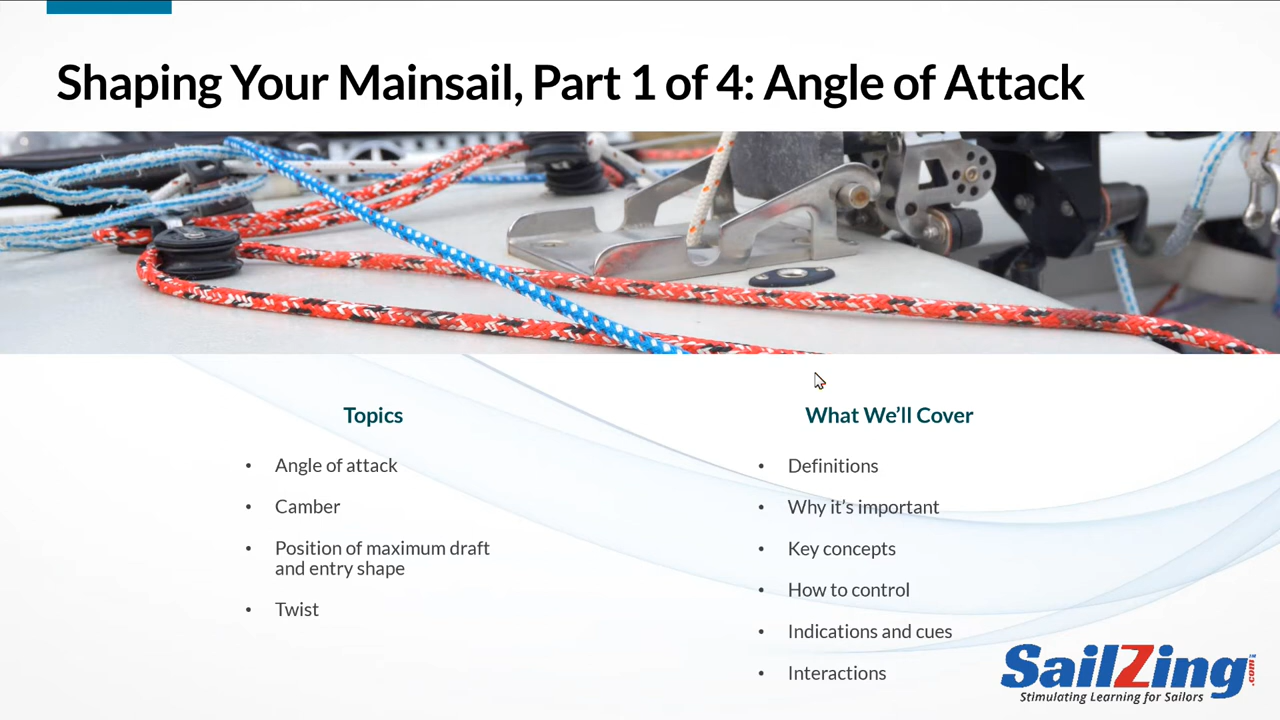 Shaping Your Mainsail, Part 1 of 4: Angle of Attack
Topics
• Angle of attack
• Camber
• Position of maximum draft
and entry shape
• Twist
What We’ll Cover
• Definitions
• Why it’s important
• Key concepts
• How to control
• Indications and cues
• Interactions
SailZing.com™
Stimulating Learning for Sailors